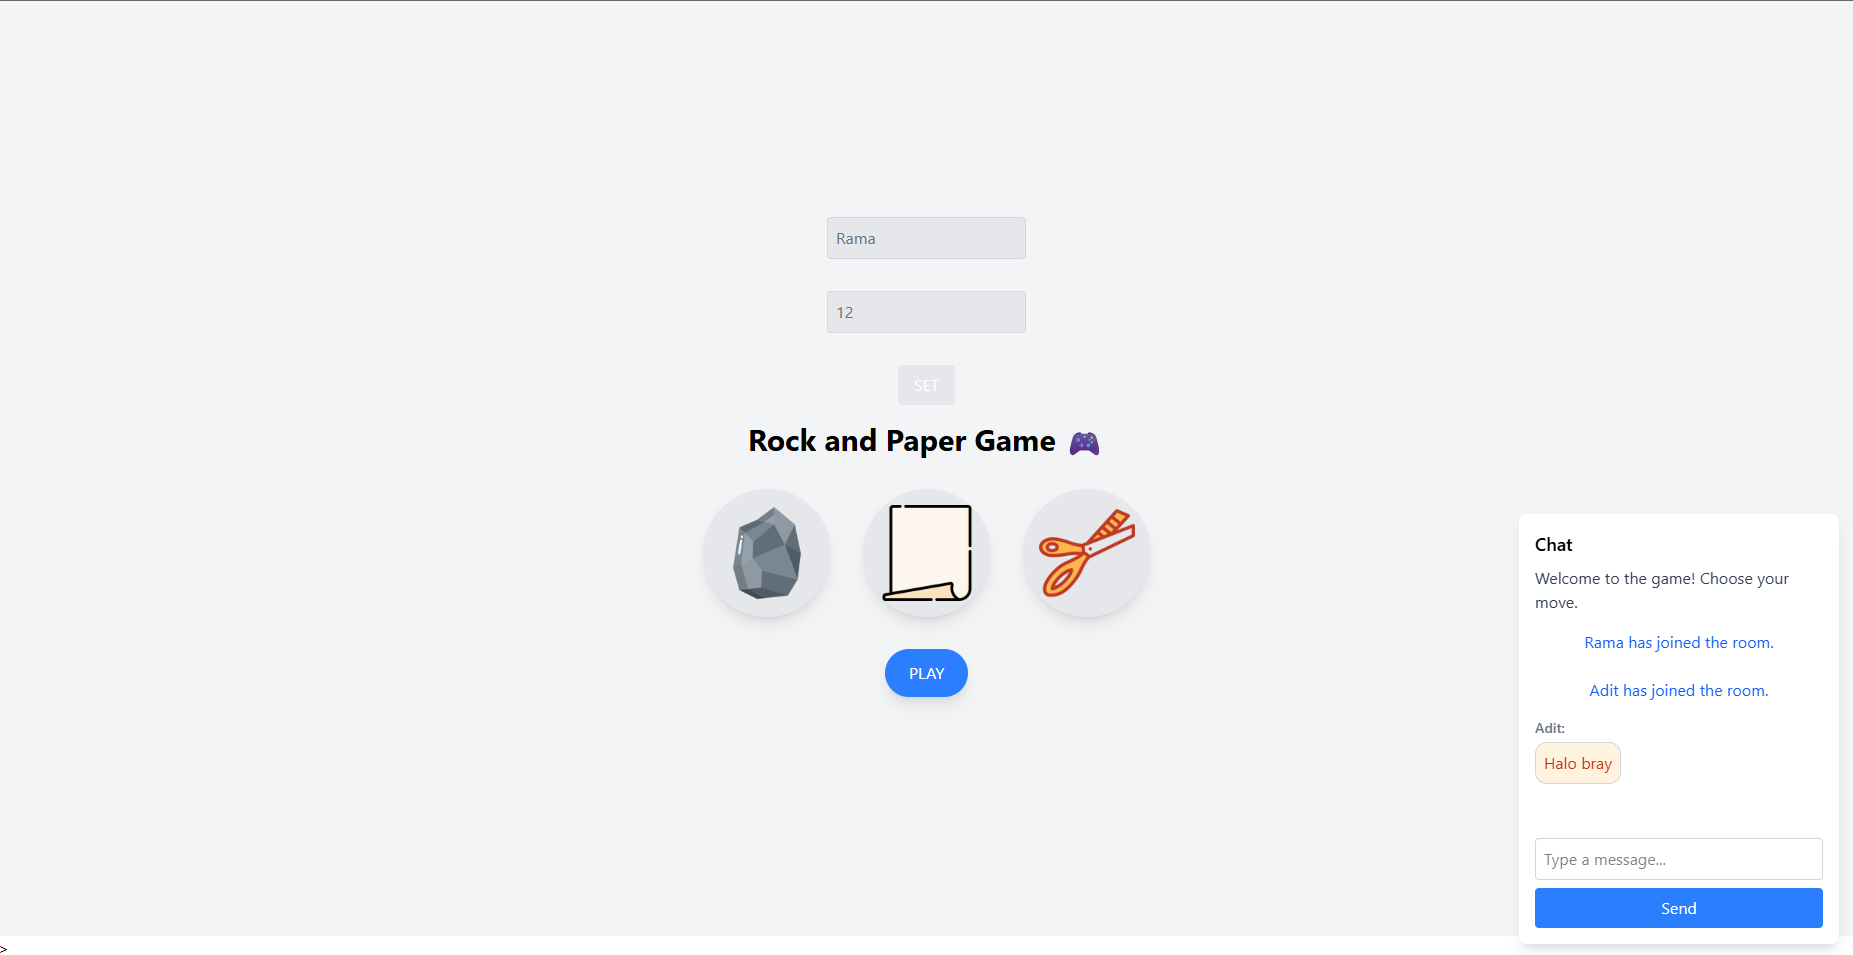 Rama
12
SET
Rock and Paper Game
PLAY
Chat
Welcome to the game! Choose your
move.
Rama has joined the room.
Adit has joined the room.
Adit:
Halo bray
Type a message...
Send
>